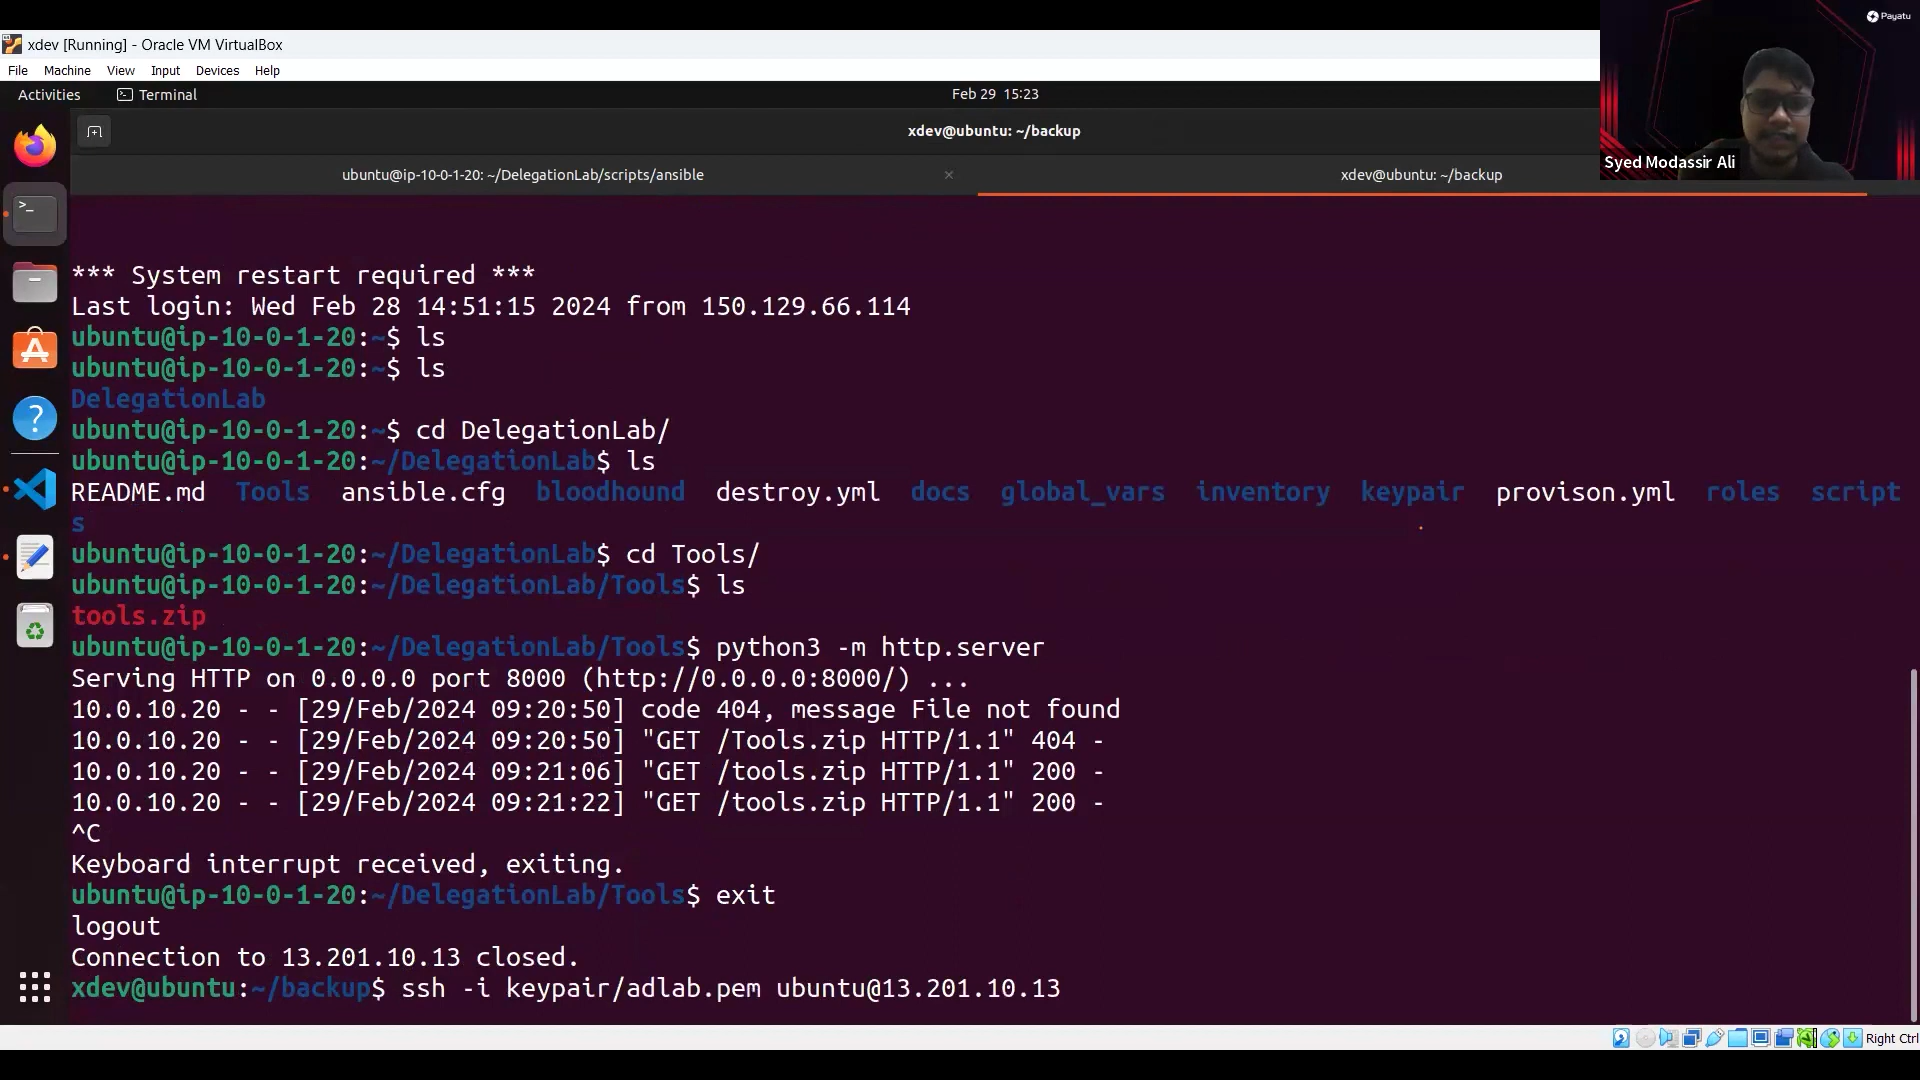 Payatu
xdev [Running] - Oracle VM VirtualBox
File Machine View Input Devices Help
Activities Terminal Feb 29 15:23
xdev@ubuntu: ~/backup
ubuntu@ip-10-0-1-20: ~/DelegationLab/scripts/ansible × xdev@ubuntu: ~/backup
Syed Modassir Ali
*** System restart required ***
Last login: Wed Feb 28 14:51:15 2024 from 150.129.66.114
ubuntu@ip-10-0-1-20:~$ ls
ubuntu@ip-10-0-1-20:~$ ls
DelegationLab
ubuntu@ip-10-0-1-20:~$ cd DelegationLab/
ubuntu@ip-10-0-1-20:~/DelegationLab$ ls
README.md Tools ansible.cfg bloodhound destroy.yml docs global_vars inventory keypair provison.yml roles script
s
ubuntu@ip-10-0-1-20:~/DelegationLab$ cd Tools/
ubuntu@ip-10-0-1-20:~/DelegationLab/Tools$ ls
tools.zip
ubuntu@ip-10-0-1-20:~/DelegationLab/Tools$ python3 -m http.server
Serving HTTP on 0.0.0.0 port 8000 (http://0.0.0.0:8000/) ...
10.0.10.20 - - [29/Feb/2024 09:20:50] code 404, message File not found
10.0.10.20 - - [29/Feb/2024 09:20:50] "GET /Tools.zip HTTP/1.1" 404 -
10.0.10.20 - - [29/Feb/2024 09:21:06] "GET /tools.zip HTTP/1.1" 200 -
10.0.10.20 - - [29/Feb/2024 09:21:22] "GET /tools.zip HTTP/1.1" 200 -
^C
Keyboard interrupt received, exiting.
ubuntu@ip-10-0-1-20:~/DelegationLab/Tools$ exit
logout
Connection to 13.201.10.13 closed.
xdev@ubuntu:~/backup$ ssh -i keypair/adlab.pem ubuntu@13.201.10.13
Right Ctrl